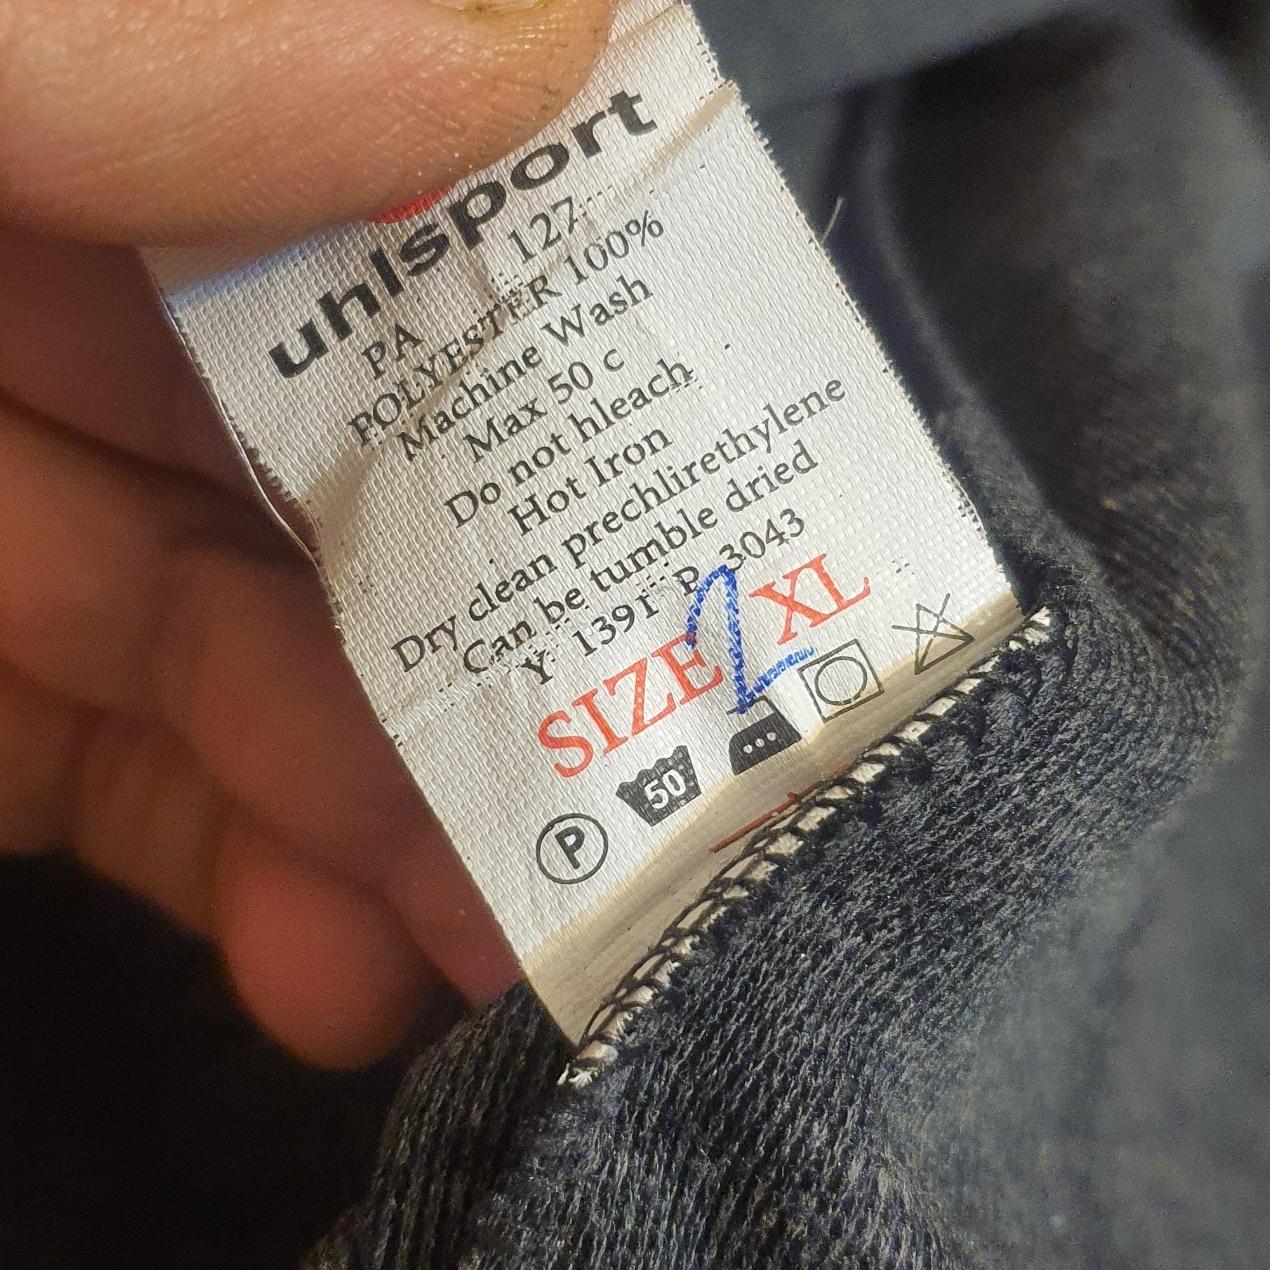 uhlsport
127
PA
POLYESTER 100%
Machine Wash
Max 50 c
Do not hleach
Hot Iron
Dry clean prechlirethylene
Can be tumble dried
Y 1391 P 3043
SIZE 2 XL
P 50